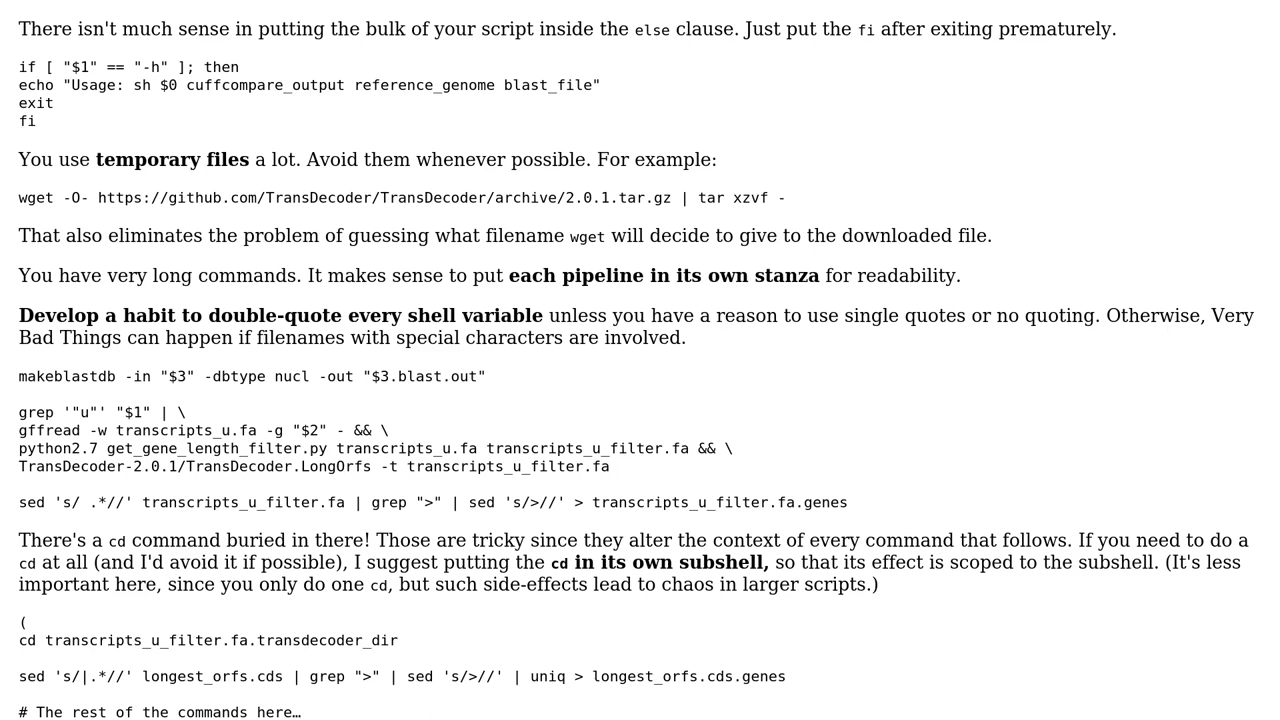 There isn't much sense in putting the bulk of your script inside the else clause. Just put the fi after exiting prematurely.
if [ "$1" == "-h" ]; then
echo "Usage: sh $0 cuffcompare_output reference_genome blast_file"
exit
fi
You use temporary files a lot. Avoid them whenever possible. For example:
wget -O- https://github.com/TransDecoder/TransDecoder/archive/2.0.1.tar.gz | tar xzvf -
That also eliminates the problem of guessing what filename wget will decide to give to the downloaded file.
You have very long commands. It makes sense to put each pipeline in its own stanza for readability.
Develop a habit to double-quote every shell variable unless you have a reason to use single quotes or no quoting. Otherwise, Very
Bad Things can happen if filenames with special characters are involved.
makeblastdb -in "$3" -dbtype nucl -out "$3.blast.out"
grep '"u"' "$1" | \
gffread -w transcripts_u.fa -g "$2" - && \
python2.7 get_gene_length_filter.py transcripts_u.fa transcripts_u_filter.fa && \
TransDecoder-2.0.1/TransDecoder.LongOrfs -t transcripts_u_filter.fa
sed 's/ .*//' transcripts_u_filter.fa | grep ">" | sed 's/>//' > transcripts_u_filter.fa.genes
There's a cd command buried in there! Those are tricky since they alter the context of every command that follows. If you need to do a
cd at all (and I'd avoid it if possible), I suggest putting the cd in its own subshell, so that its effect is scoped to the subshell. (It's less
important here, since you only do one cd, but such side-effects lead to chaos in larger scripts.)
(
cd transcripts_u_filter.fa.transdecoder_dir
sed 's/|.*//' longest_orfs.cds | grep ">" | sed 's/>//' | uniq > longest_orfs.cds.genes
# The rest of the commands here…